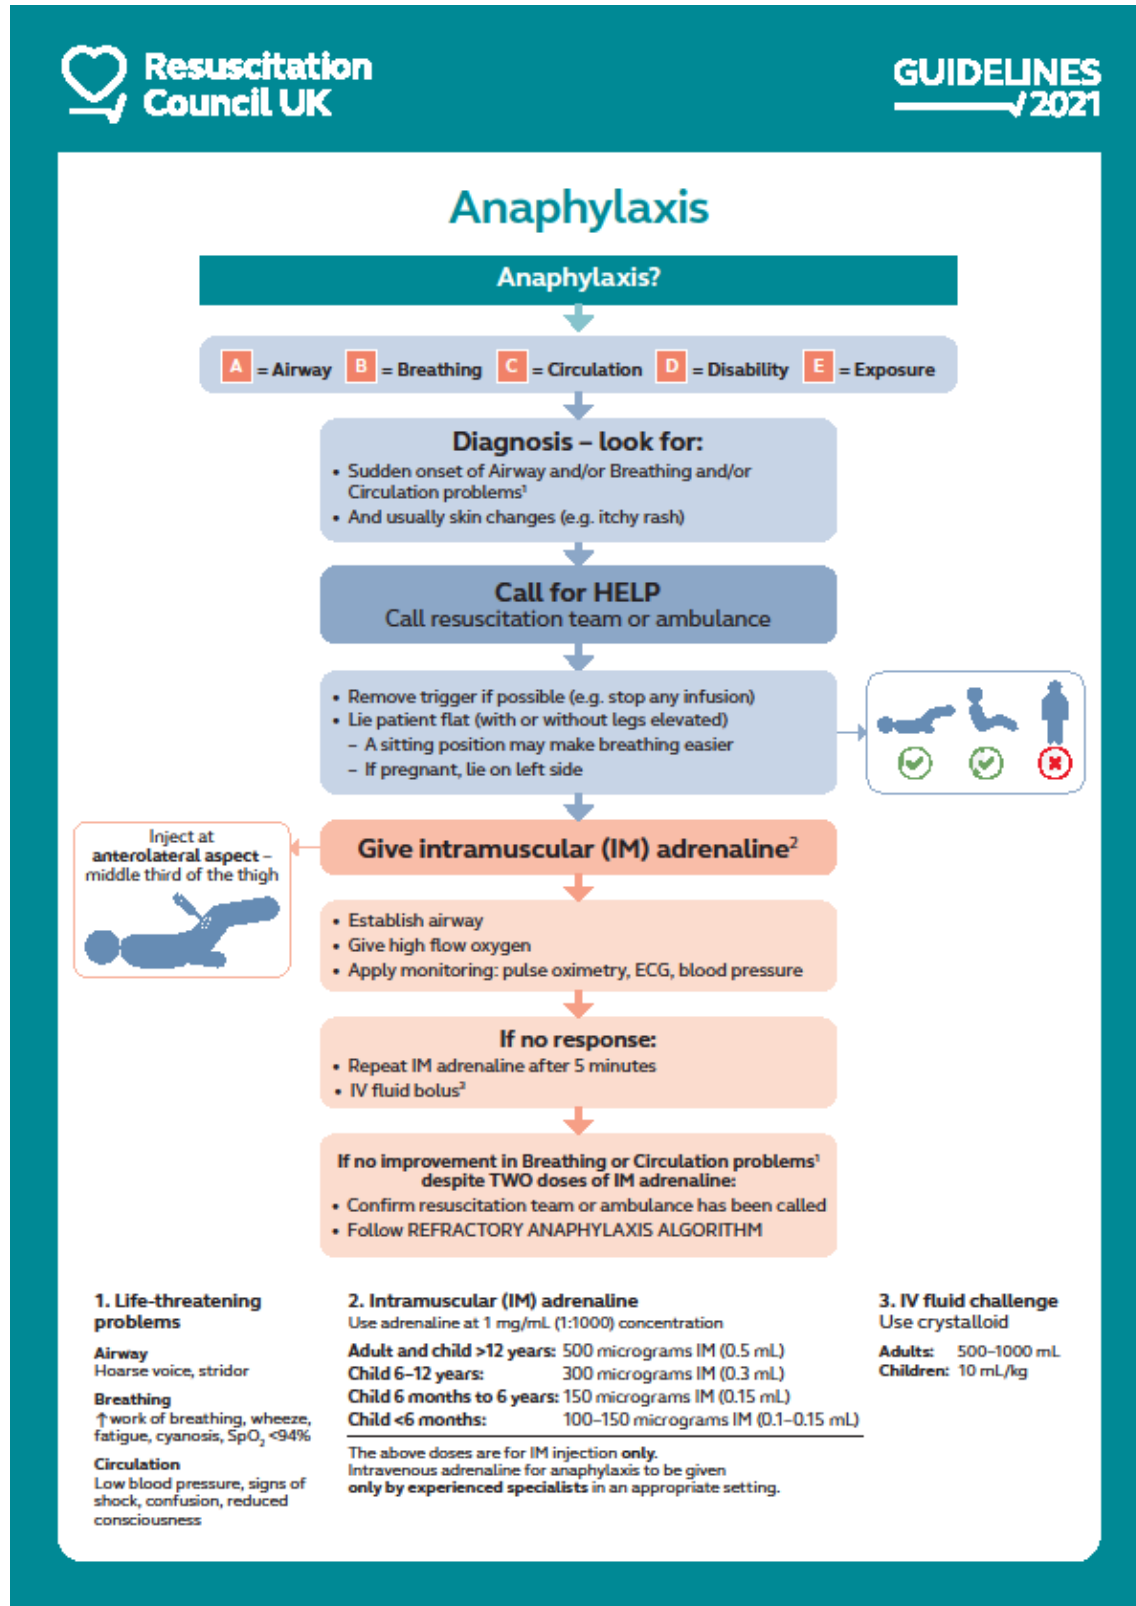 Resuscitation
Council UK
GUIDELINES
2021
Anaphylaxis
Anaphylaxis?
A = Airway B = Breathing C = Circulation D = Disability E = Exposure
Diagnosis – look for:
• Sudden onset of Airway and/or Breathing and/or
Circulation problems¹
• And usually skin changes (e.g. itchy rash)
Call for HELP
Call resuscitation team or ambulance
• Remove trigger if possible (e.g. stop any infusion)
• Lie patient flat (with or without legs elevated)
– A sitting position may make breathing easier
– If pregnant, lie on left side
Inject at
anterolateral aspect –
middle third of the thigh
Give intramuscular (IM) adrenaline²
• Establish airway
• Give high flow oxygen
• Apply monitoring: pulse oximetry, ECG, blood pressure
If no response:
• Repeat IM adrenaline after 5 minutes
• IV fluid bolus³
If no improvement in Breathing or Circulation problems¹
despite TWO doses of IM adrenaline:
• Confirm resuscitation team or ambulance has been called
• Follow REFRACTORY ANAPHYLAXIS ALGORITHM
1. Life-threatening
problems
Airway
Hoarse voice, stridor
Breathing
↑work of breathing, wheeze,
fatigue, cyanosis, SpO₂ <94%
Circulation
Low blood pressure, signs of
shock, confusion, reduced
consciousness
2. Intramuscular (IM) adrenaline
Use adrenaline at 1 mg/mL (1:1000) concentration
Adult and child >12 years: 500 micrograms IM (0.5 mL)
Child 6–12 years: 300 micrograms IM (0.3 mL)
Child 6 months to 6 years: 150 micrograms IM (0.15 mL)
Child <6 months: 100–150 micrograms IM (0.1–0.15 mL)
The above doses are for IM injection only.
Intravenous adrenaline for anaphylaxis to be given
only by experienced specialists in an appropriate setting.
3. IV fluid challenge
Use crystalloid
Adults: 500–1000 mL
Children: 10 mL/kg